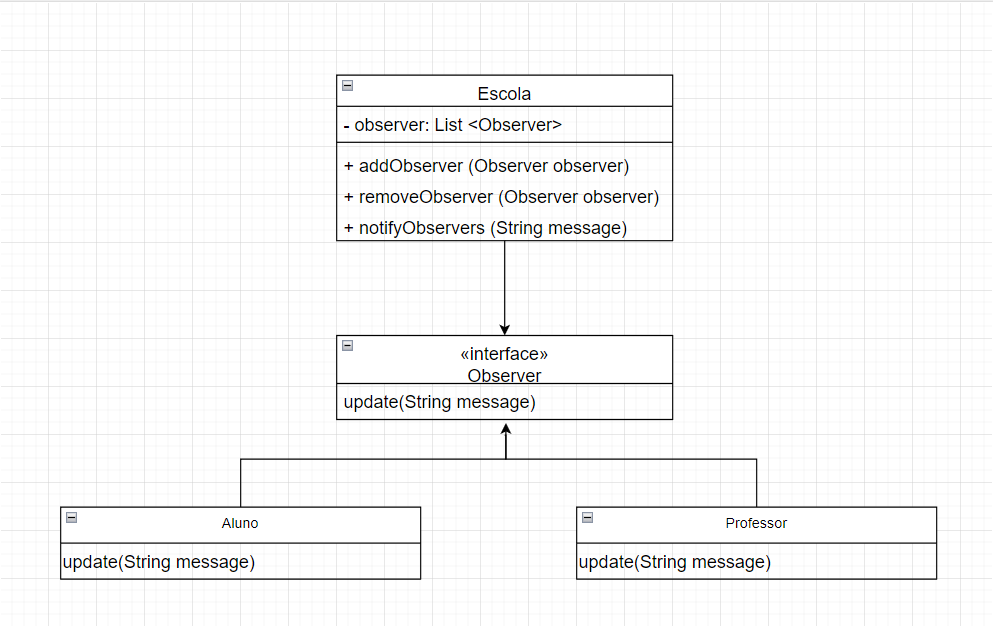 Escola
- observer: List <Observer>
+ addObserver (Observer observer)
+ removeObserver (Observer observer)
+ notifyObservers (String message)
«interface»
Observer
update(String message)
Aluno
update(String message)
Professor
update(String message)